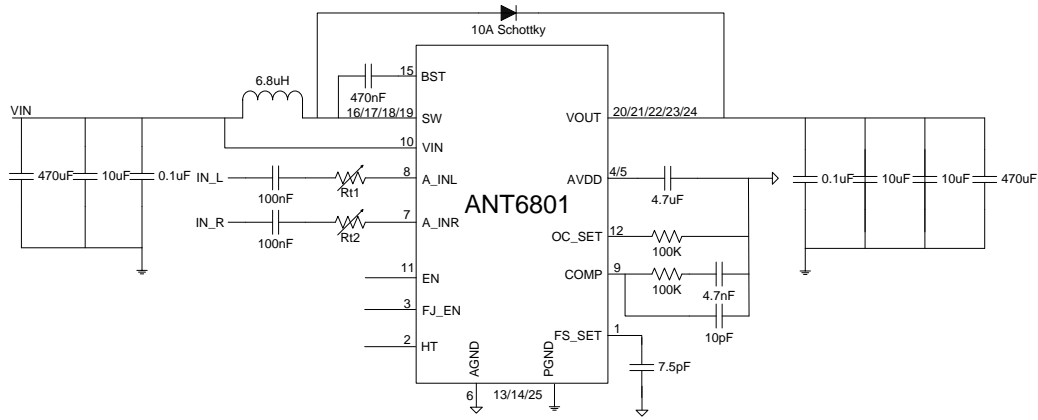 10A Schottky
6.8uH
15
BST
470nF
VIN
16/17/18/19
SW
VOUT
20/21/22/23/24
10
VIN
470uF
10uF
0.1uF
IN_L
100nF
Rt1
8
A_INL
AVDD
4/5
4.7uF
0.1uF
10uF
10uF
470uF
ANT6801
IN_R
100nF
Rt2
7
A_INR
OC_SET
12
100K
11
EN
COMP
9
100K
4.7nF
3
FJ_EN
10pF
2
HT
FS_SET
1
7.5pF
AGND
PGND
6
13/14/25